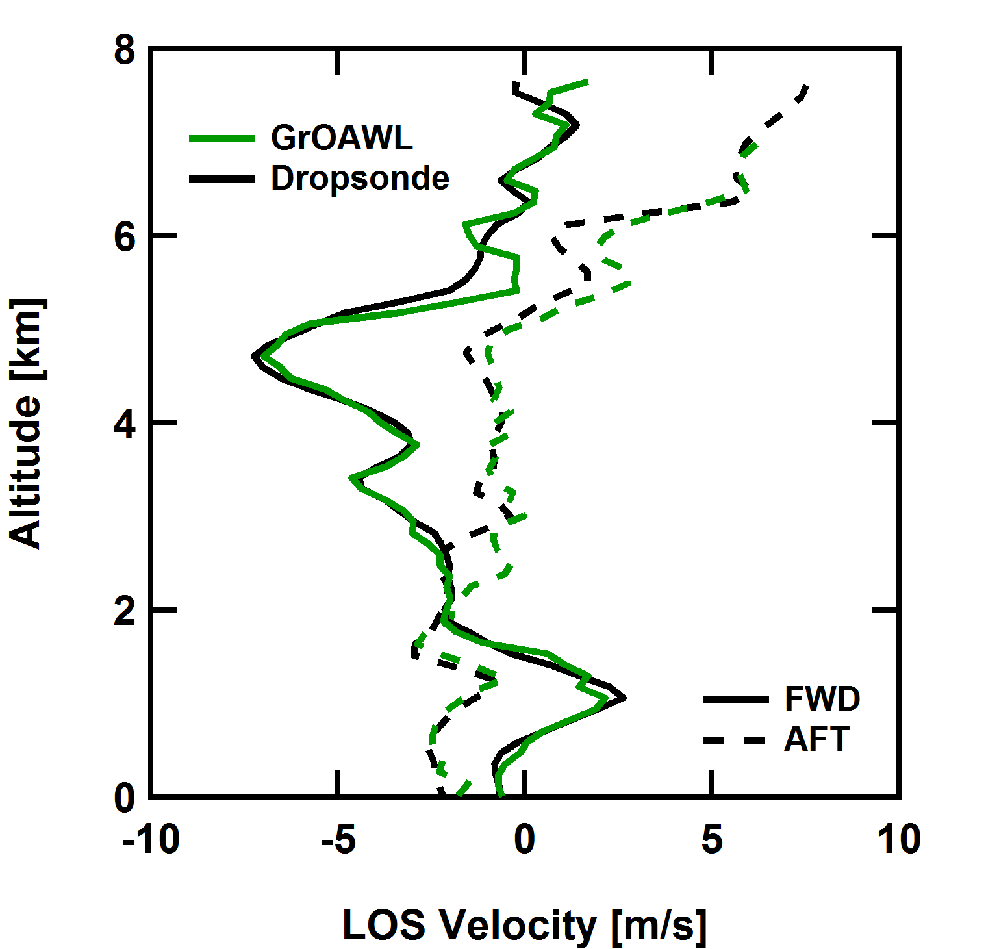 8
GrOAWL
Dropsonde
6
Altitude [km]
4
2
FWD
AFT
0
-10 -5 0 5 10
LOS Velocity [m/s]